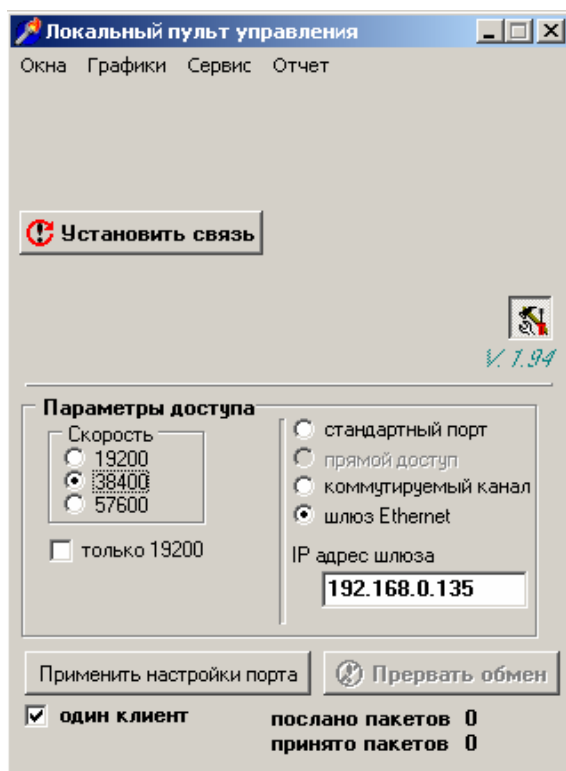 Локальный пульт управления
Окна Графики Сервис Отчет
Установить связь
V. 1.94
Параметры доступа
Скорость
19200
38400
57600
только 19200
стандартный порт
прямой доступ
коммутируемый канал
шлюз Ethernet
IP адрес шлюза
192.168.0.135
Применить настройки порта
Прервать обмен
один клиент
послано пакетов 0
принято пакетов 0